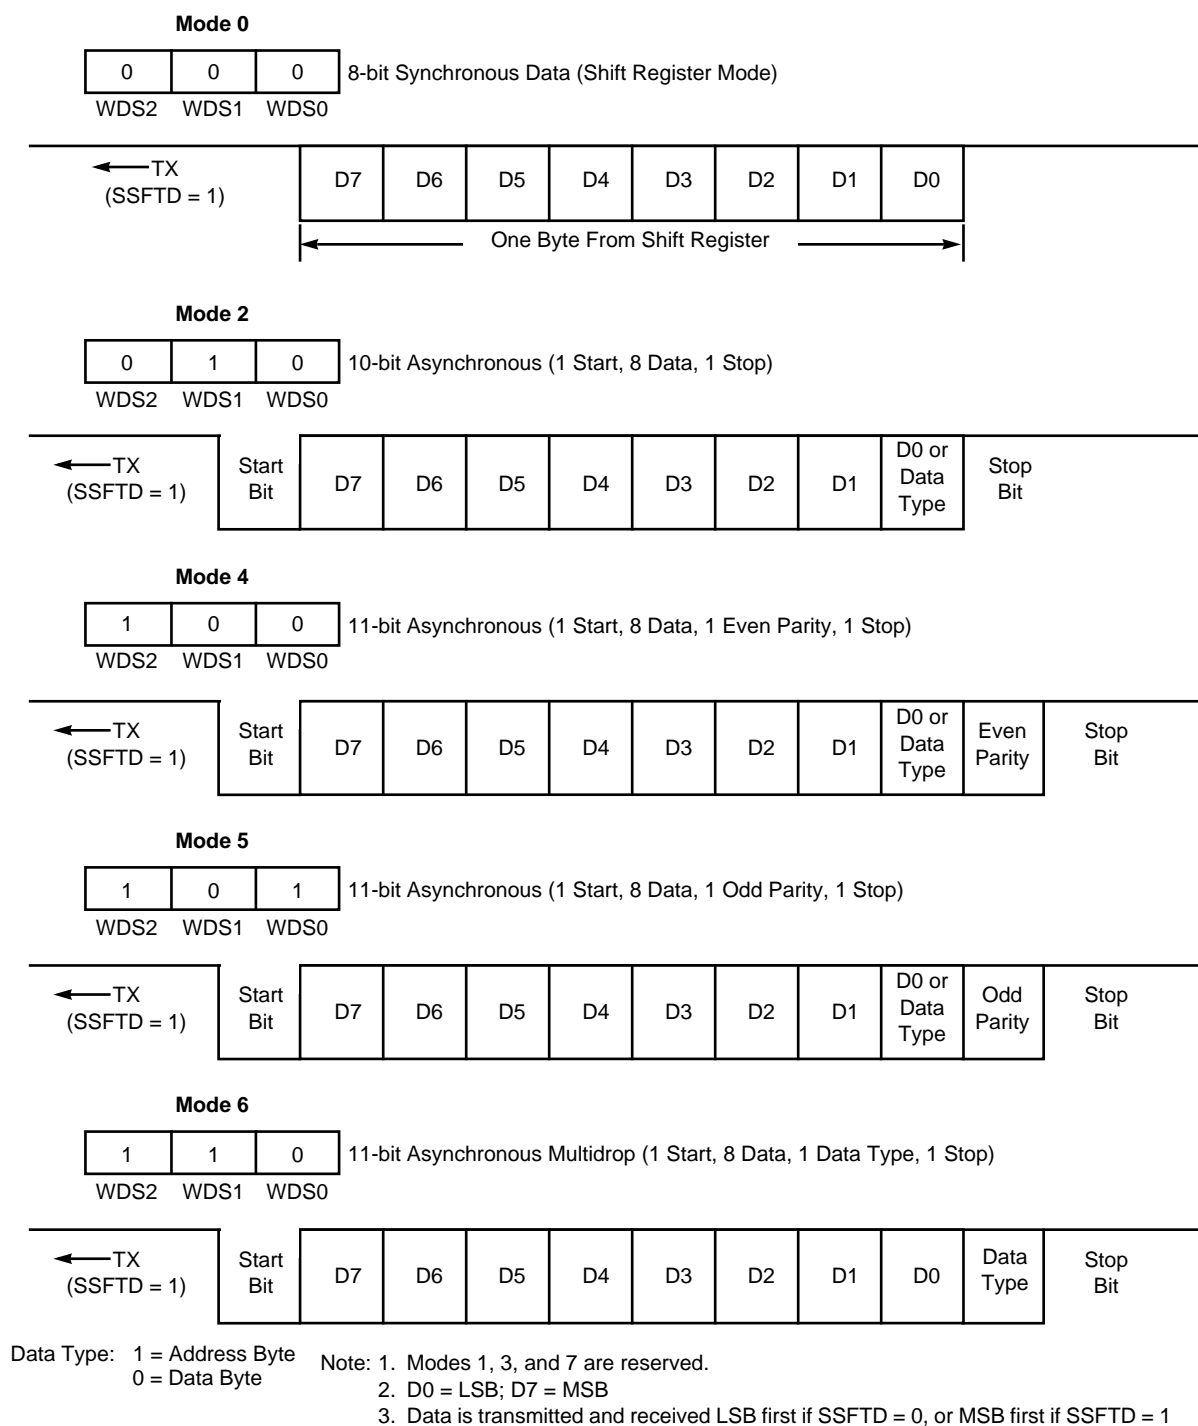 Mode 0
0 0 0 8-bit Synchronous Data (Shift Register Mode)
WDS2 WDS1 WDS0
TX
(SSFTD = 1)
D7 D6 D5 D4 D3 D2 D1 D0
One Byte From Shift Register
Mode 2
0 1 0 10-bit Asynchronous (1 Start, 8 Data, 1 Stop)
WDS2 WDS1 WDS0
TX
(SSFTD = 1)
Start
Bit
D7 D6 D5 D4 D3 D2 D1
D0 or
Data
Type
Stop
Bit
Mode 4
1 0 0 11-bit Asynchronous (1 Start, 8 Data, 1 Even Parity, 1 Stop)
WDS2 WDS1 WDS0
TX
(SSFTD = 1)
Start
Bit
D7 D6 D5 D4 D3 D2 D1
D0 or
Data
Type
Even
Parity
Stop
Bit
Mode 5
1 0 1 11-bit Asynchronous (1 Start, 8 Data, 1 Odd Parity, 1 Stop)
WDS2 WDS1 WDS0
TX
(SSFTD = 1)
Start
Bit
D7 D6 D5 D4 D3 D2 D1
D0 or
Data
Type
Odd
Parity
Stop
Bit
Mode 6
1 1 0 11-bit Asynchronous Multidrop (1 Start, 8 Data, 1 Data Type, 1 Stop)
WDS2 WDS1 WDS0
TX
(SSFTD = 1)
Start
Bit
D7 D6 D5 D4 D3 D2 D1 D0
Data
Type
Stop
Bit
Data Type: 1 = Address Byte
0 = Data Byte
Note: 1. Modes 1, 3, and 7 are reserved.
2. D0 = LSB; D7 = MSB
3. Data is transmitted and received LSB first if SSFTD = 0, or MSB first if SSFTD = 1